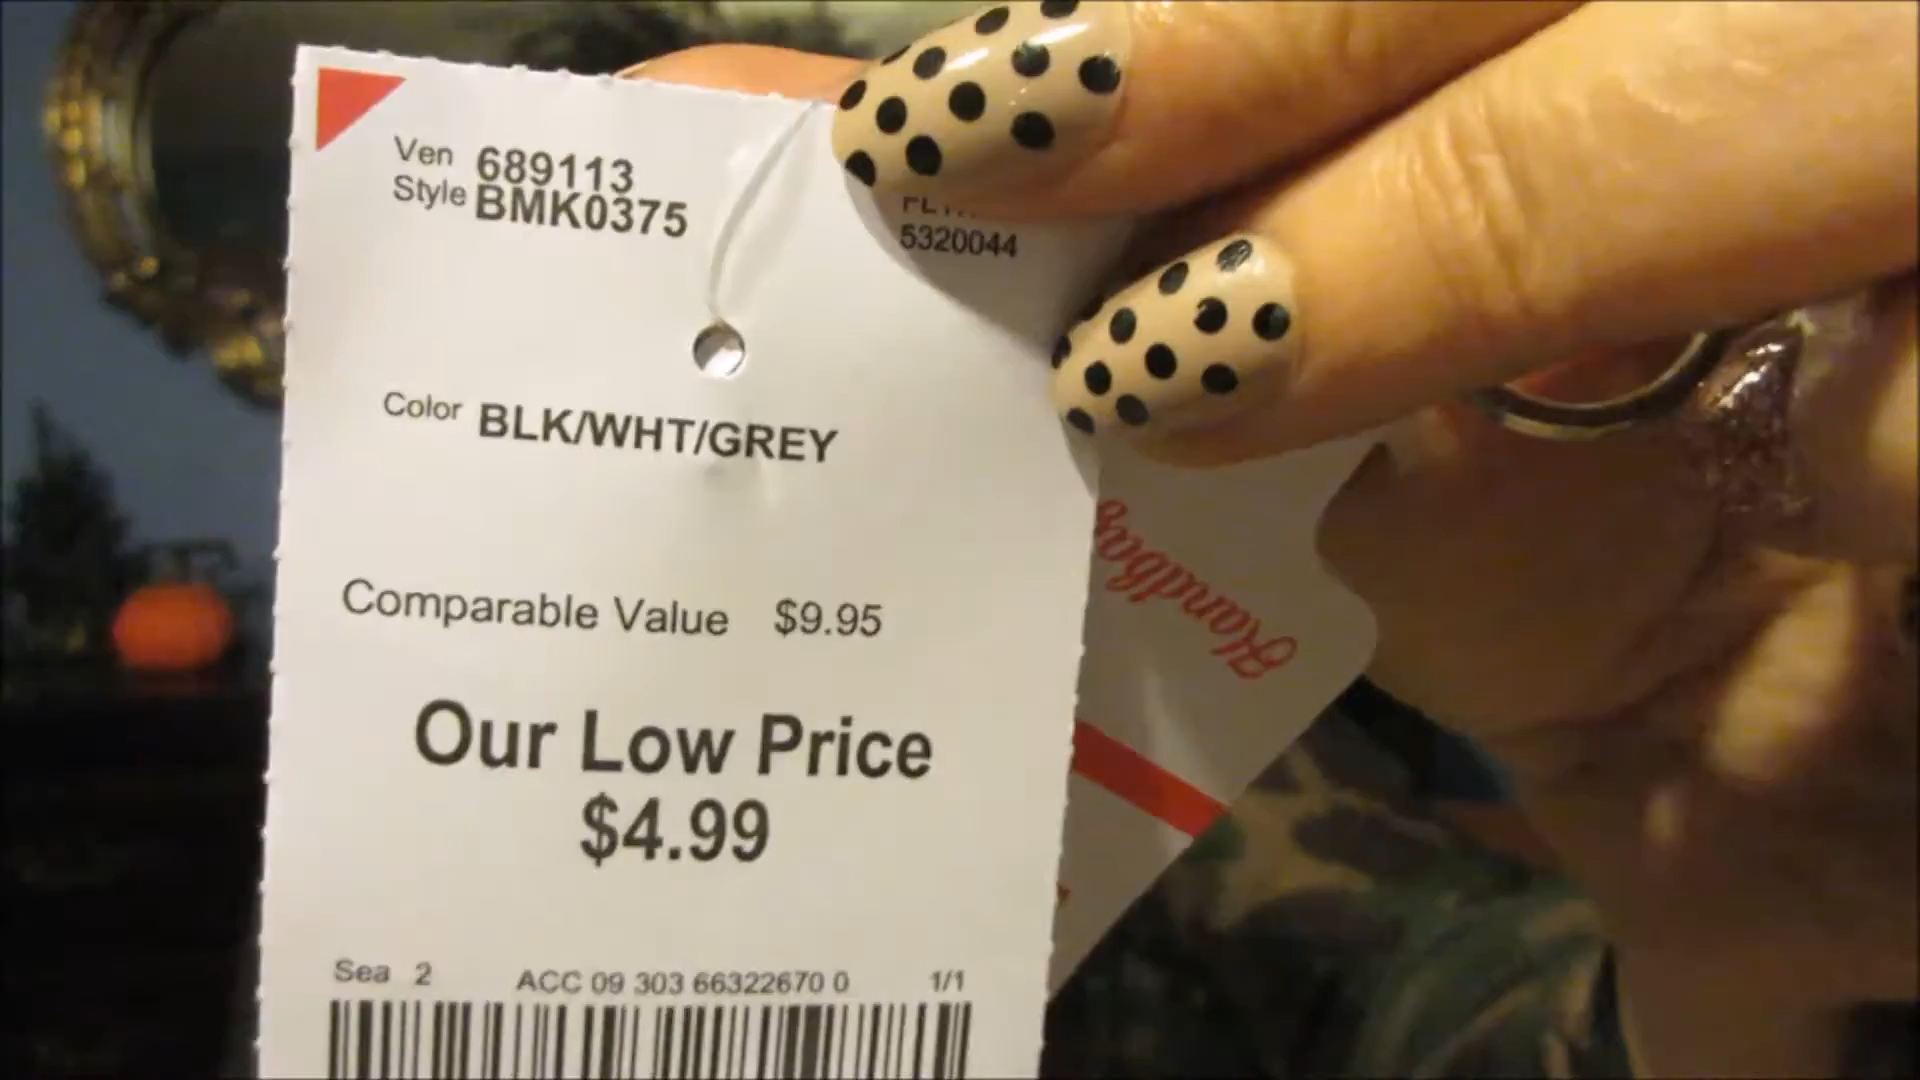 Ven 689113
Style BMK0375
5320044
Color BLK/WHT/GREY
Comparable Value $9.95
Our Low Price
$4.99
Sea 2 ACC 09 303 66322670 0 1/1
Handbag